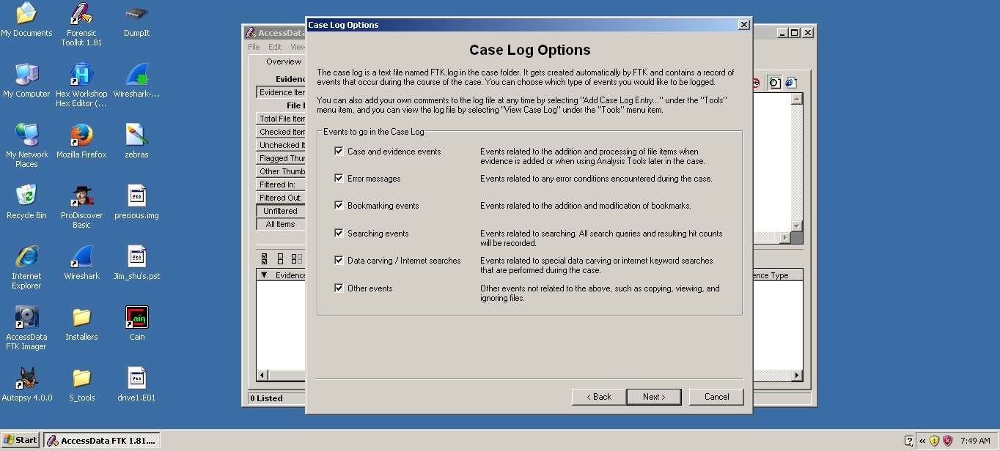 My Documents
Forensic
Toolkit 1.81
DumpIt
My Computer
Hex Workshop
Hex Editor (...
Wireshark-...
My Network
Places
Mozilla Firefox
zebras
Recycle Bin
ProDiscover
Basic
precious.img
Internet
Explorer
Wireshark
Jim_shu's.pst
AccessData
FTK Imager
Installers
Cain
Autopsy 4.0.0
S_tools
drive1.E01
AccessData
File Edit View
Overview
Evidenc
Evidence Iten
File I
Total File Item
Checked Item
Unchecked It
Flagged Thur
Other Thumb
Filtered In:
Filtered Out:
Unfiltered
All Items
Evidence
ence Type
0 Listed
Case Log Options
Case Log Options
The case log is a text file named FTK.log in the case folder. It gets created automatically by FTK and contains a record of
events that occur during the course of the case. You can choose which type of events you would like to be logged.
You can also add your own comments to the log file at any time by selecting "Add Case Log Entry..." under the "Tools"
menu item, and you can view the log file by selecting "View Case Log" under the "Tools" menu item.
Events to go in the Case Log
Case and evidence events
Events related to the addition and processing of file items when
evidence is added or when using Analysis Tools later in the case.
Error messages
Events related to any error conditions encountered during the case.
Bookmarking events
Events related to the addition and modification of bookmarks.
Searching events
Events related to searching. All search queries and resulting hit counts
will be recorded.
Data carving / Internet searches
Events related to special data carving or internet keyword searches
that are performed during the case.
Other events
Other events not related to the above, such as copying, viewing, and
ignoring files.
< Back
Next >
Cancel
Start
AccessData FTK 1.81....
7:49 AM